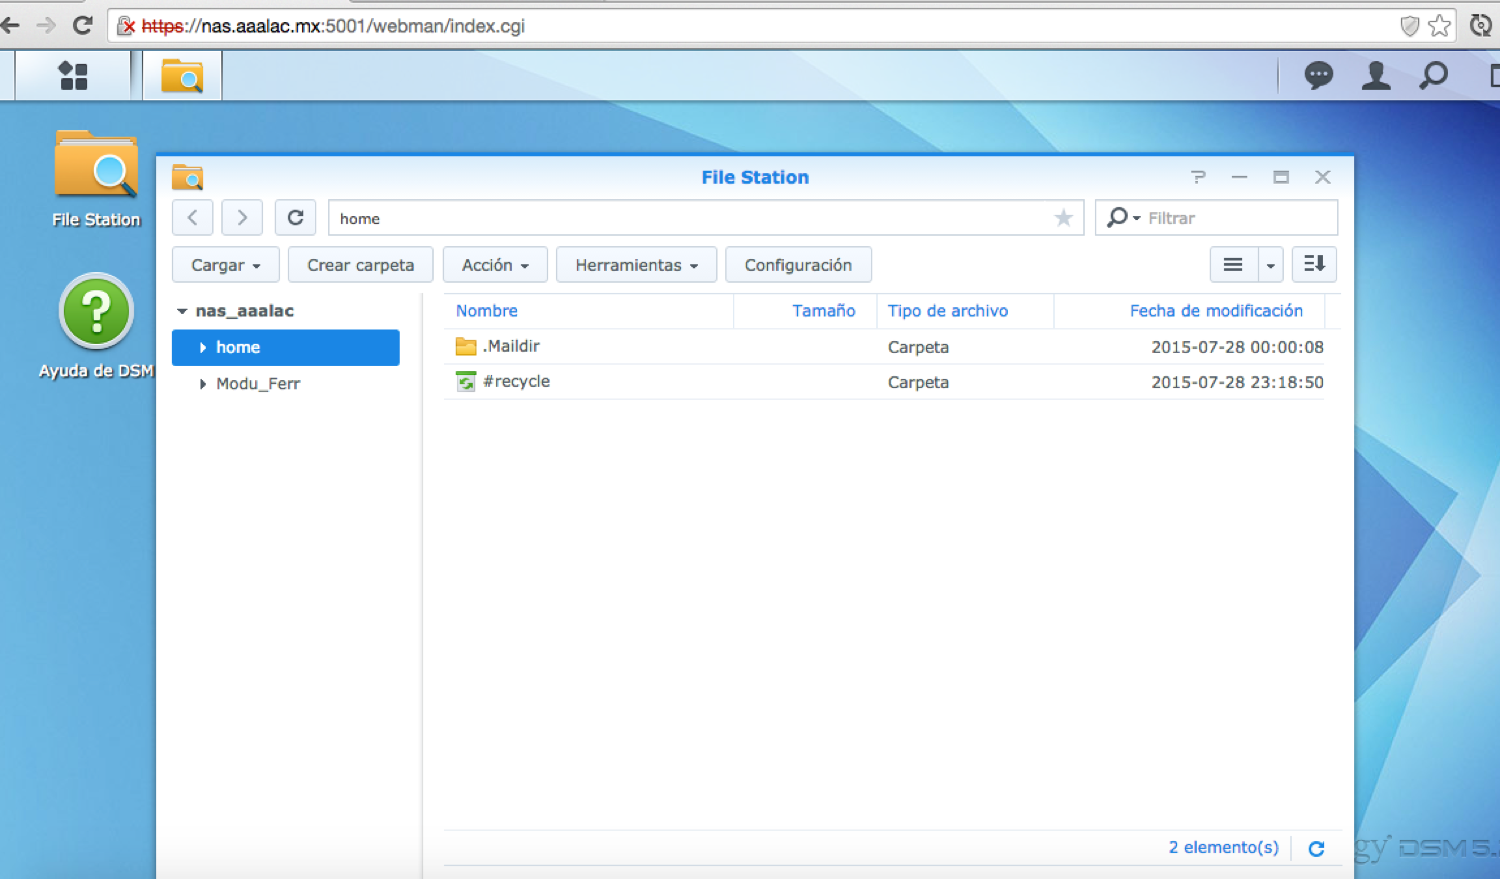 https://nas.aaalac.mx:5001/webman/index.cgi
File Station
File Station
home
Filtrar
Cargar
Crear carpeta
Acción
Herramientas
Configuración
Ayuda de DSM
nas_aaalac
home
Modu_Ferr
Nombre Tamaño Tipo de archivo Fecha de modificación
.Maildir Carpeta 2015-07-28 00:00:08
#recycle Carpeta 2015-07-28 23:18:50
2 elemento(s)
gy DSM 5.